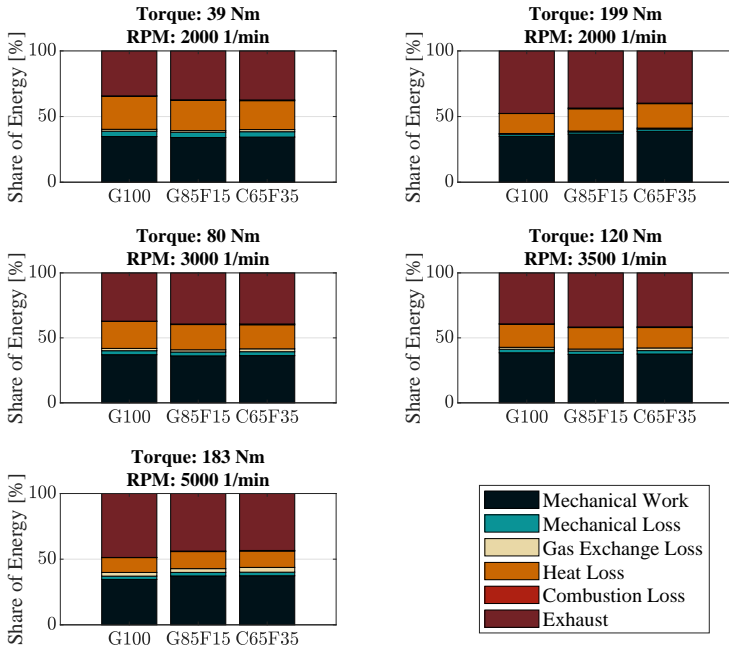 Torque: 39 Nm
RPM: 2000 1/min
Share of Energy [%]
100
50
0
G100 G85F15 C65F35
Torque: 199 Nm
RPM: 2000 1/min
Share of Energy [%]
100
50
0
G100 G85F15 C65F35
Torque: 80 Nm
RPM: 3000 1/min
Share of Energy [%]
100
50
0
G100 G85F15 C65F35
Torque: 120 Nm
RPM: 3500 1/min
Share of Energy [%]
100
50
0
G100 G85F15 C65F35
Torque: 183 Nm
RPM: 5000 1/min
Share of Energy [%]
100
50
0
G100 G85F15 C65F35
Mechanical Work
Mechanical Loss
Gas Exchange Loss
Heat Loss
Combustion Loss
Exhaust